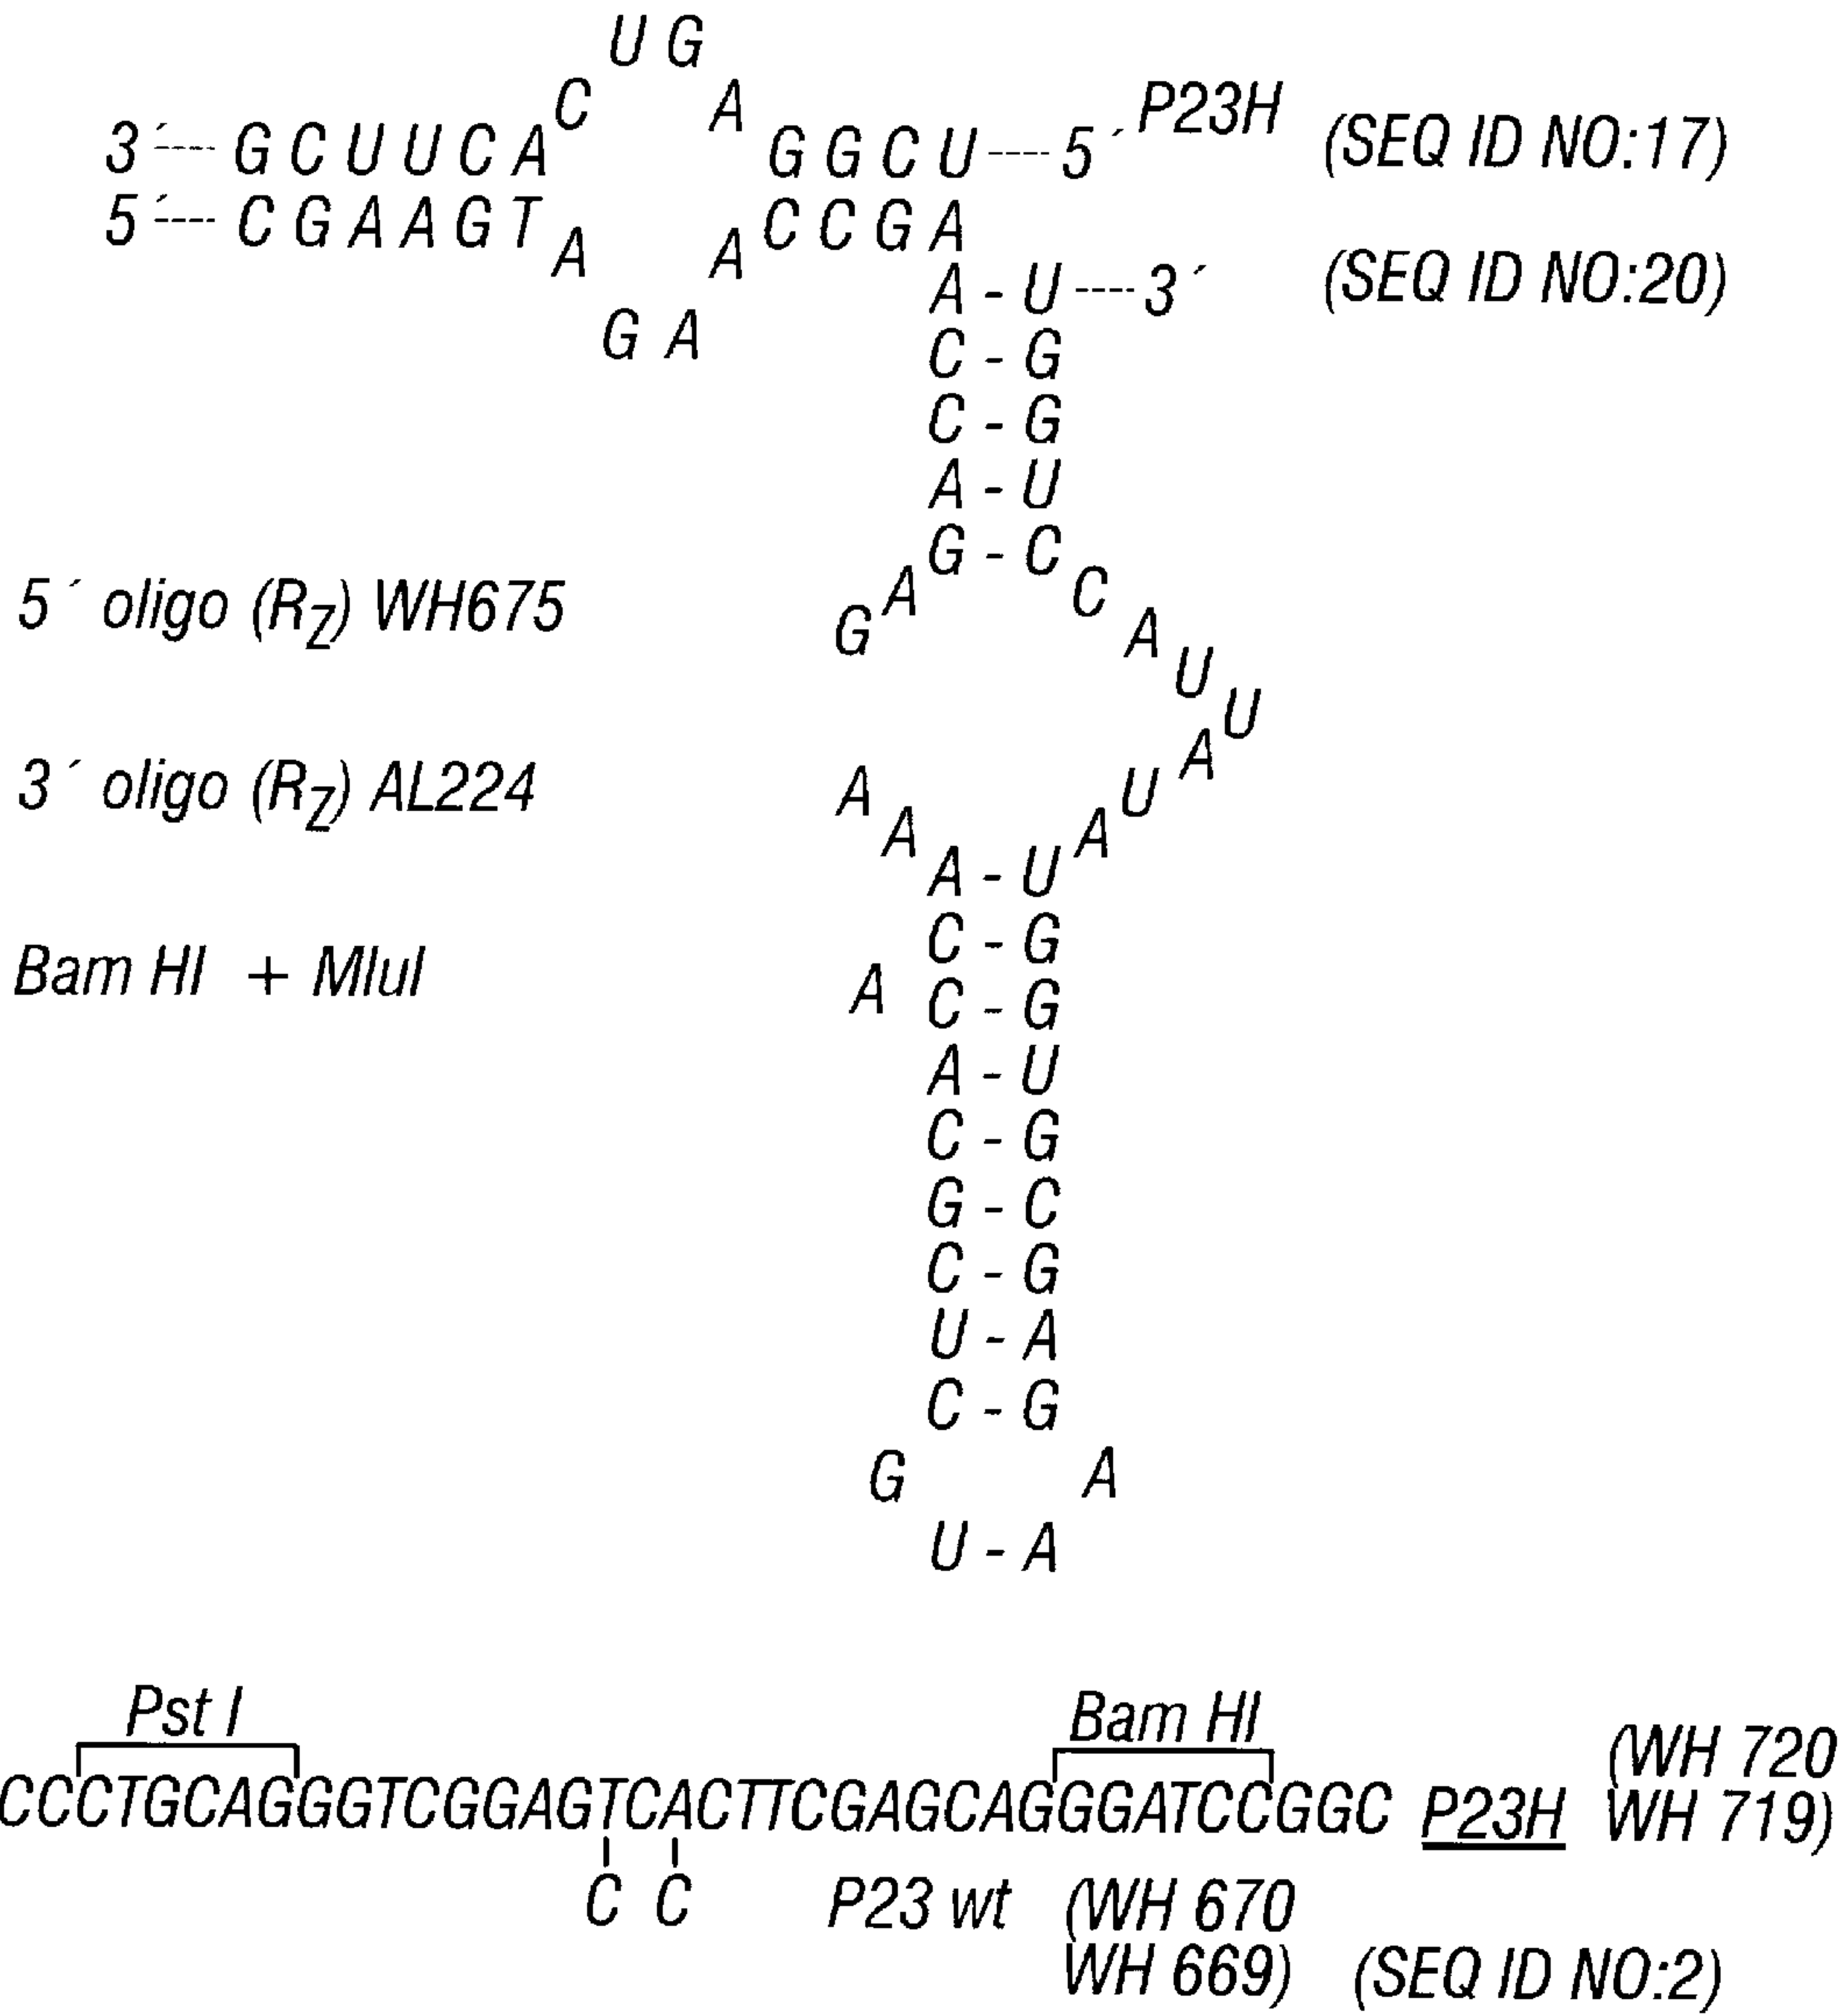 U G
C A P23H
3´---- G C U U C A G G C U ----5´ (SEQ ID NO:17)
5´---- C G A A G T C C G A
A A
A - U ----3´ (SEQ ID NO:20)
G A
C - G
C - G
A - U
G - C
5´ oligo (RZ) WH675 G A C
A
U
U
3´ oligo (RZ) AL224 A U A
A A
A - U
C - G
Bam HI + MluI A C - G
A - U
C - G
G - C
C - G
U - A
C - G
G A
U - A
Pst I Bam HI
CCCTGCAGGGTCGGAGTCACTTCGAGCAGGGATCCGGC P23H (WH 720
WH 719)
C C P23 wt (WH 670
WH 669) (SEQ ID NO:2)